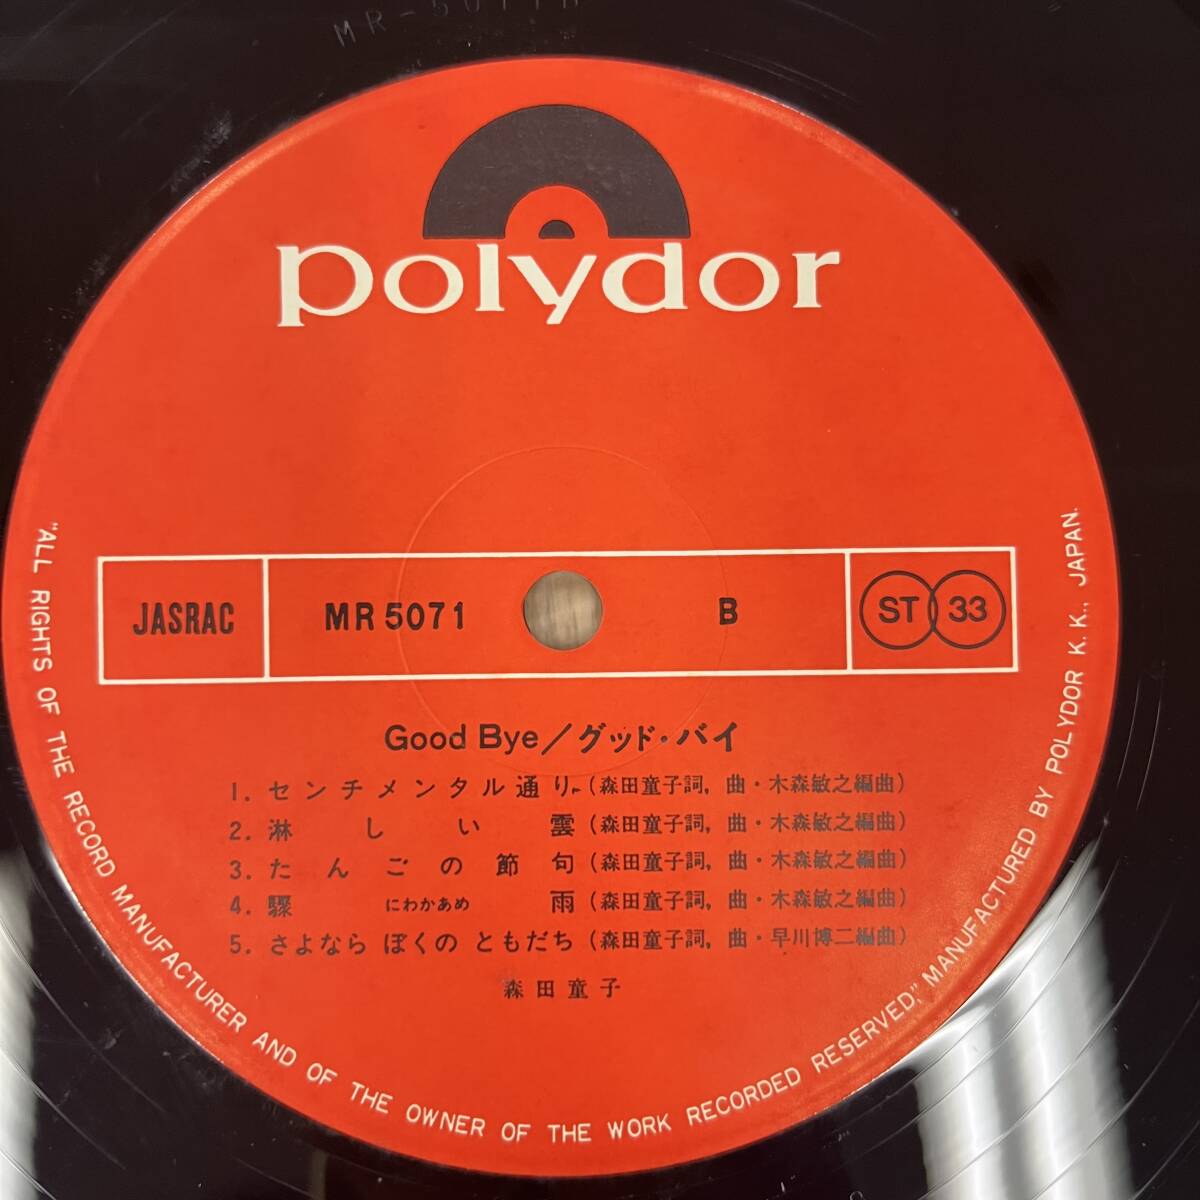 polydor
JASRAC MR 5071 B ST 33
Good Bye/グッド・バイ
1. センチメンタル通り (森田童子詞, 曲・木森敏之編曲)
2. 淋しい雲 (森田童子詞, 曲・木森敏之編曲)
3. たんごの節句 (森田童子詞, 曲・木森敏之編曲)
4. 驟にわかあめ雨 (森田童子詞, 曲・木森敏之編曲)
5. さよなら ぼくの ともだち (森田童子詞, 曲・早川博二編曲)
森田童子
"ALL RIGHTS OF THE RECORD MANUFACTURER AND OF THE OWNER OF THE WORK RECORDED RESERVED," MANUFACTURED BY POLYDOR K. K., JAPAN.